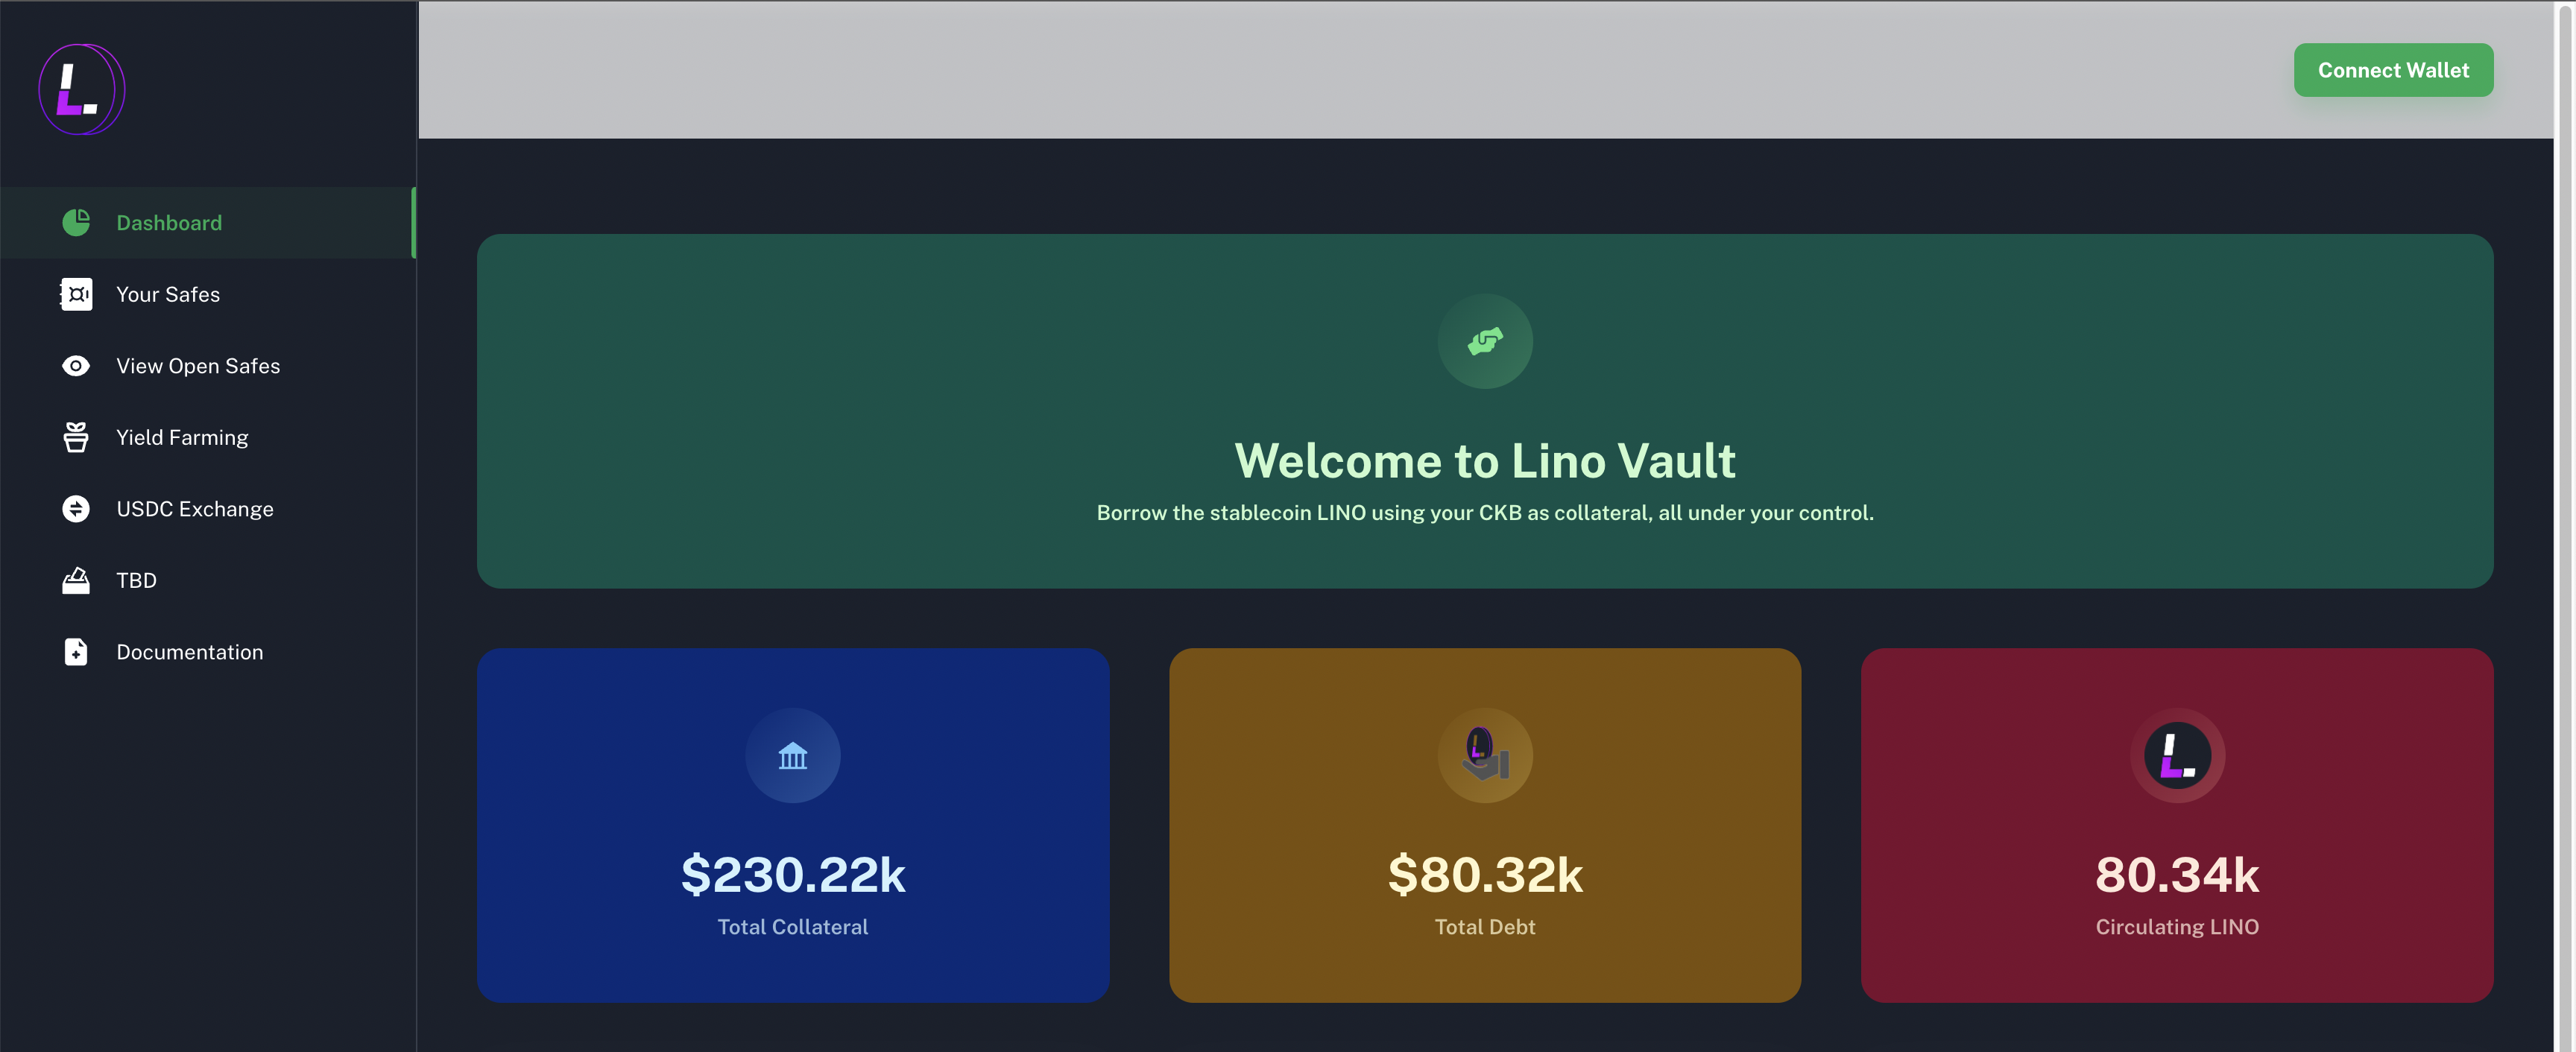 L.
Connect Wallet
Dashboard
Your Safes
View Open Safes
Yield Farming
USDC Exchange
TBD
Documentation
Welcome to Lino Vault
Borrow the stablecoin LINO using your CKB as collateral, all under your control.
$230.22k
Total Collateral
L.
$80.32k
Total Debt
L.
80.34k
Circulating LINO